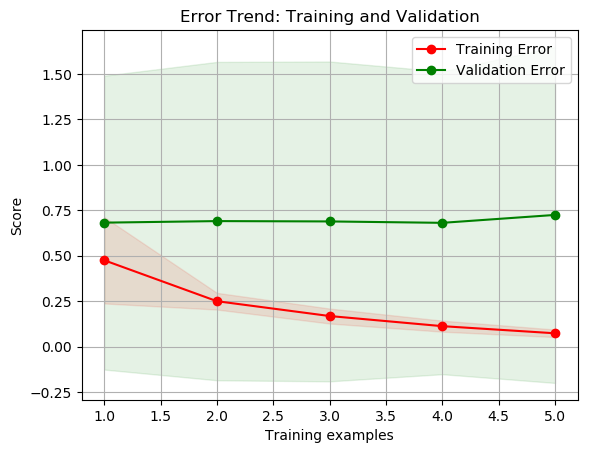 Error Trend: Training and Validation
Training Error
Validation Error
1.50
1.25
1.00
0.75
0.50
0.25
0.00
−0.25
Score
1.0 1.5 2.0 2.5 3.0 3.5 4.0 4.5 5.0
Training examples